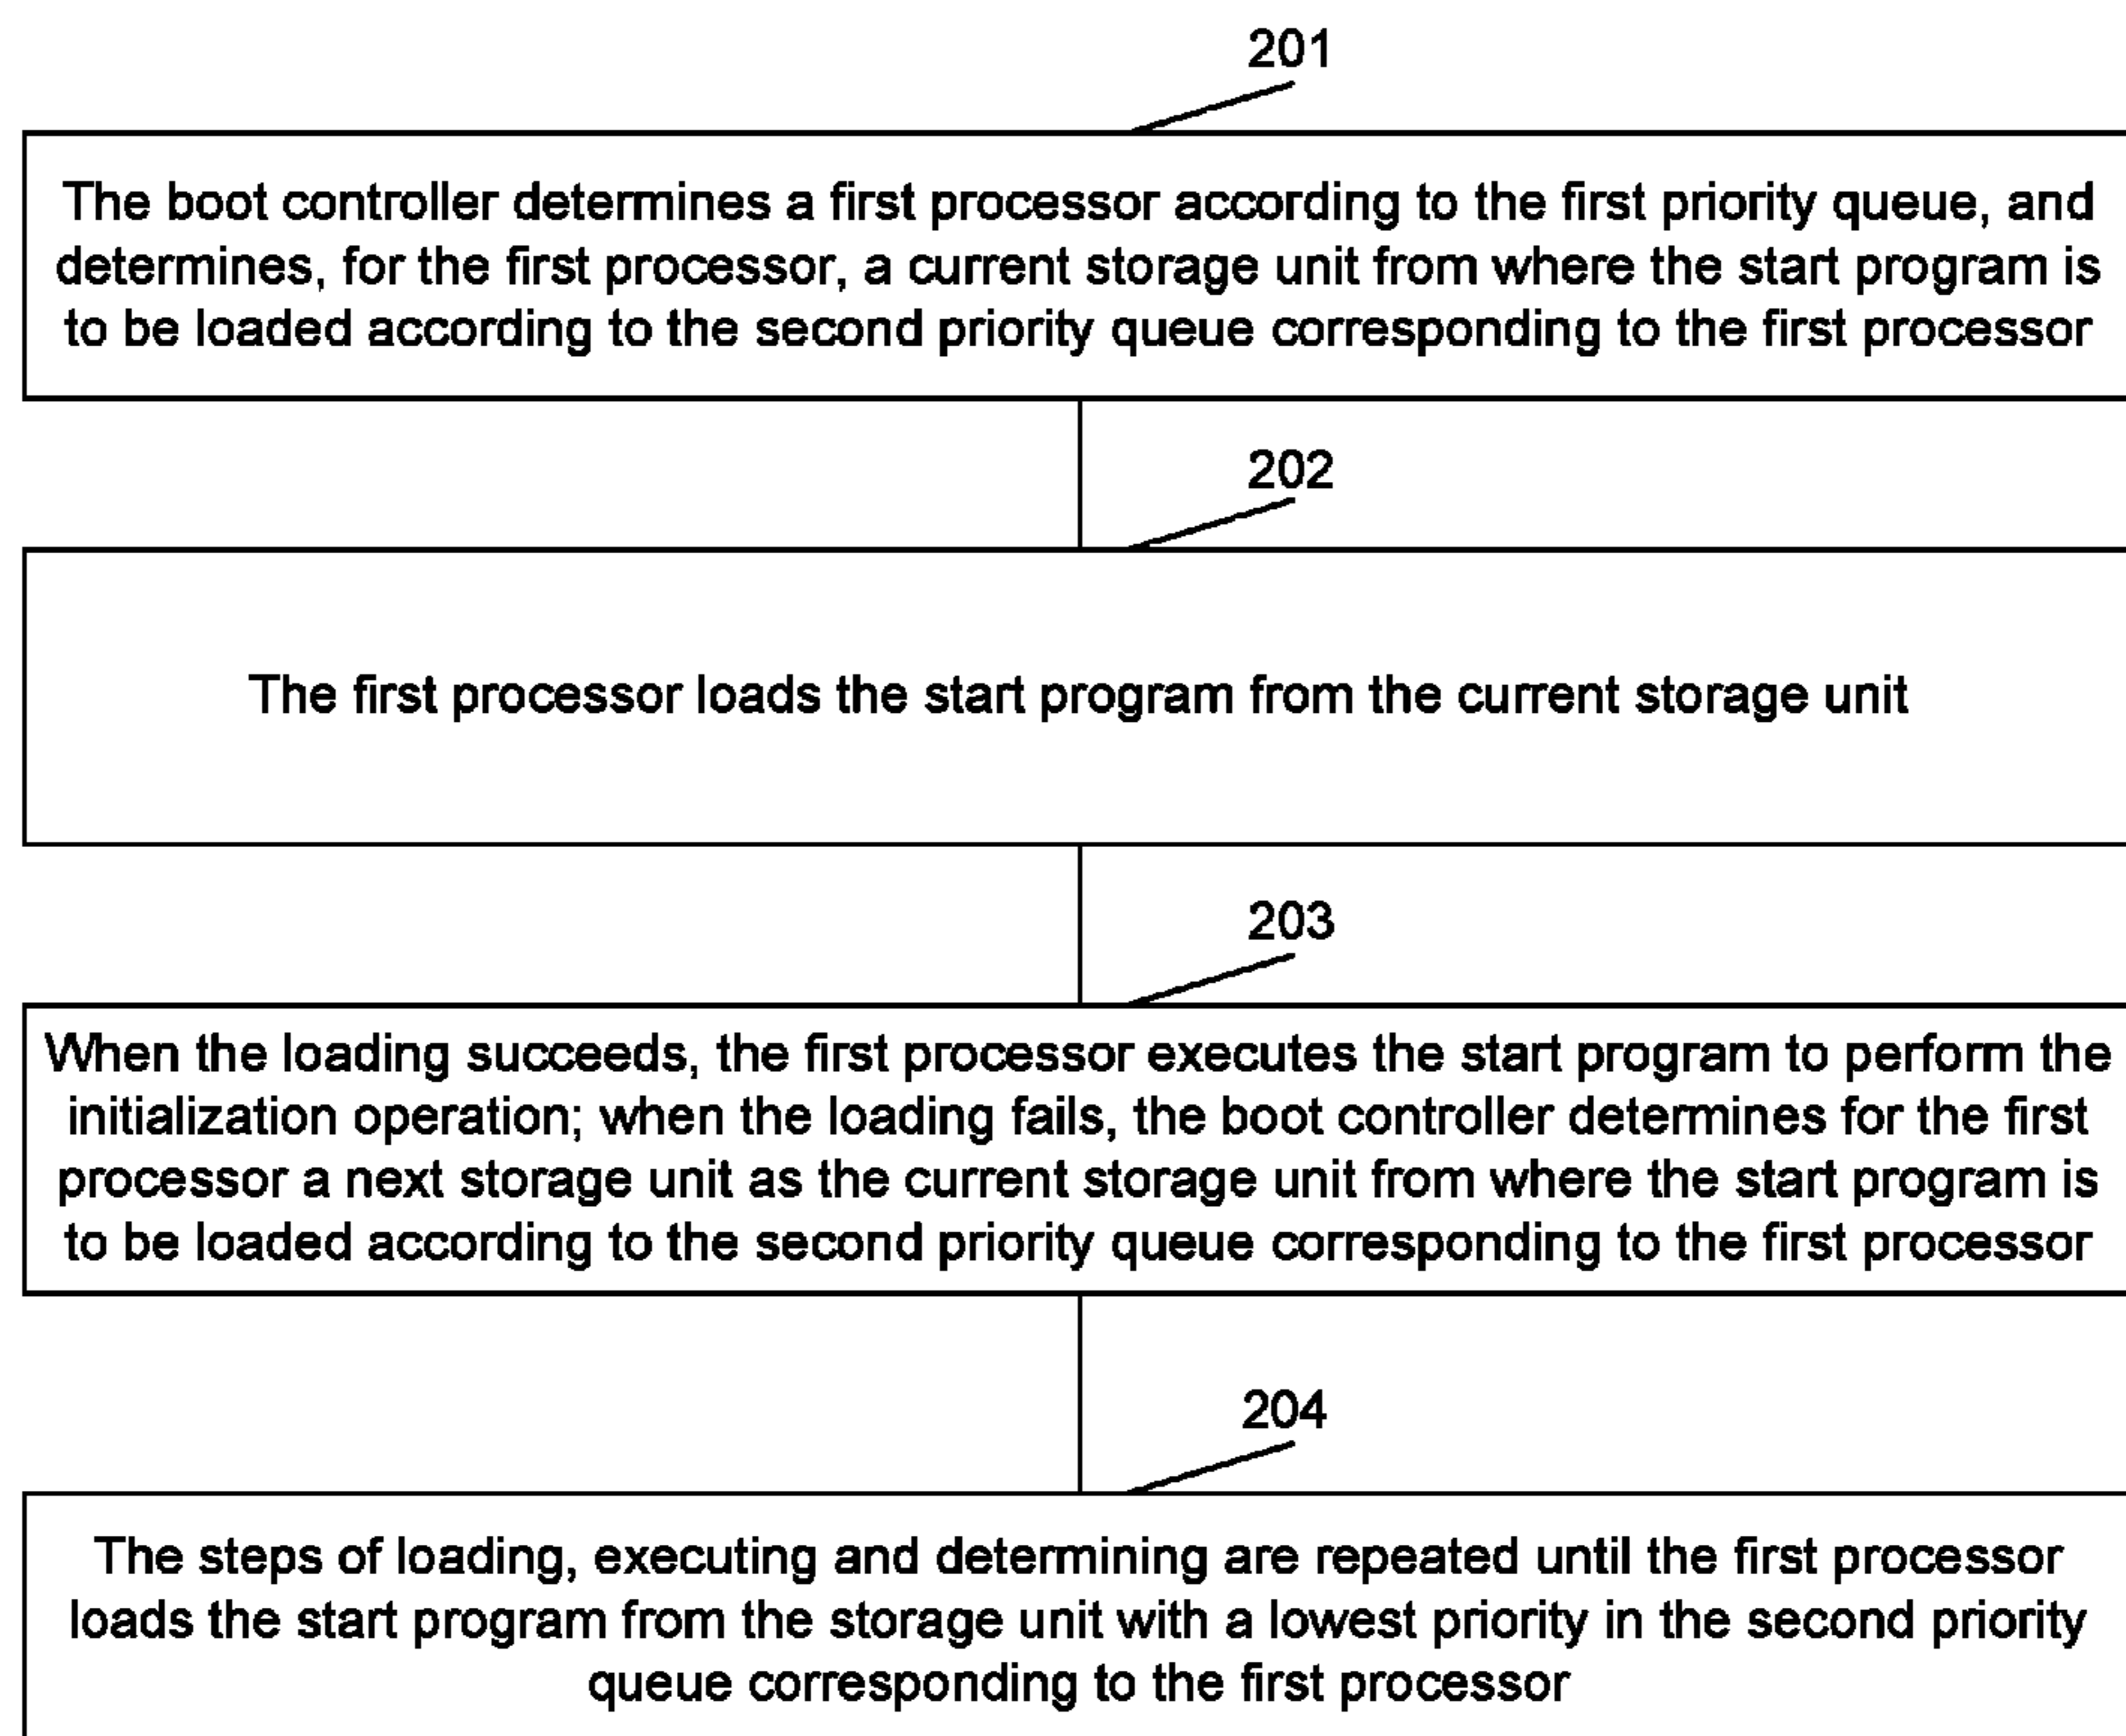 201
The boot controller determines a first processor according to the first priority queue, and
determines, for the first processor, a current storage unit from where the start program is
to be loaded according to the second priority queue corresponding to the first processor
202
The first processor loads the start program from the current storage unit
203
When the loading succeeds, the first processor executes the start program to perform the
initialization operation; when the loading fails, the boot controller determines for the first
processor a next storage unit as the current storage unit from where the start program is
to be loaded according to the second priority queue corresponding to the first processor
204
The steps of loading, executing and determining are repeated until the first processor
loads the start program from the storage unit with a lowest priority in the second priority
queue corresponding to the first processor